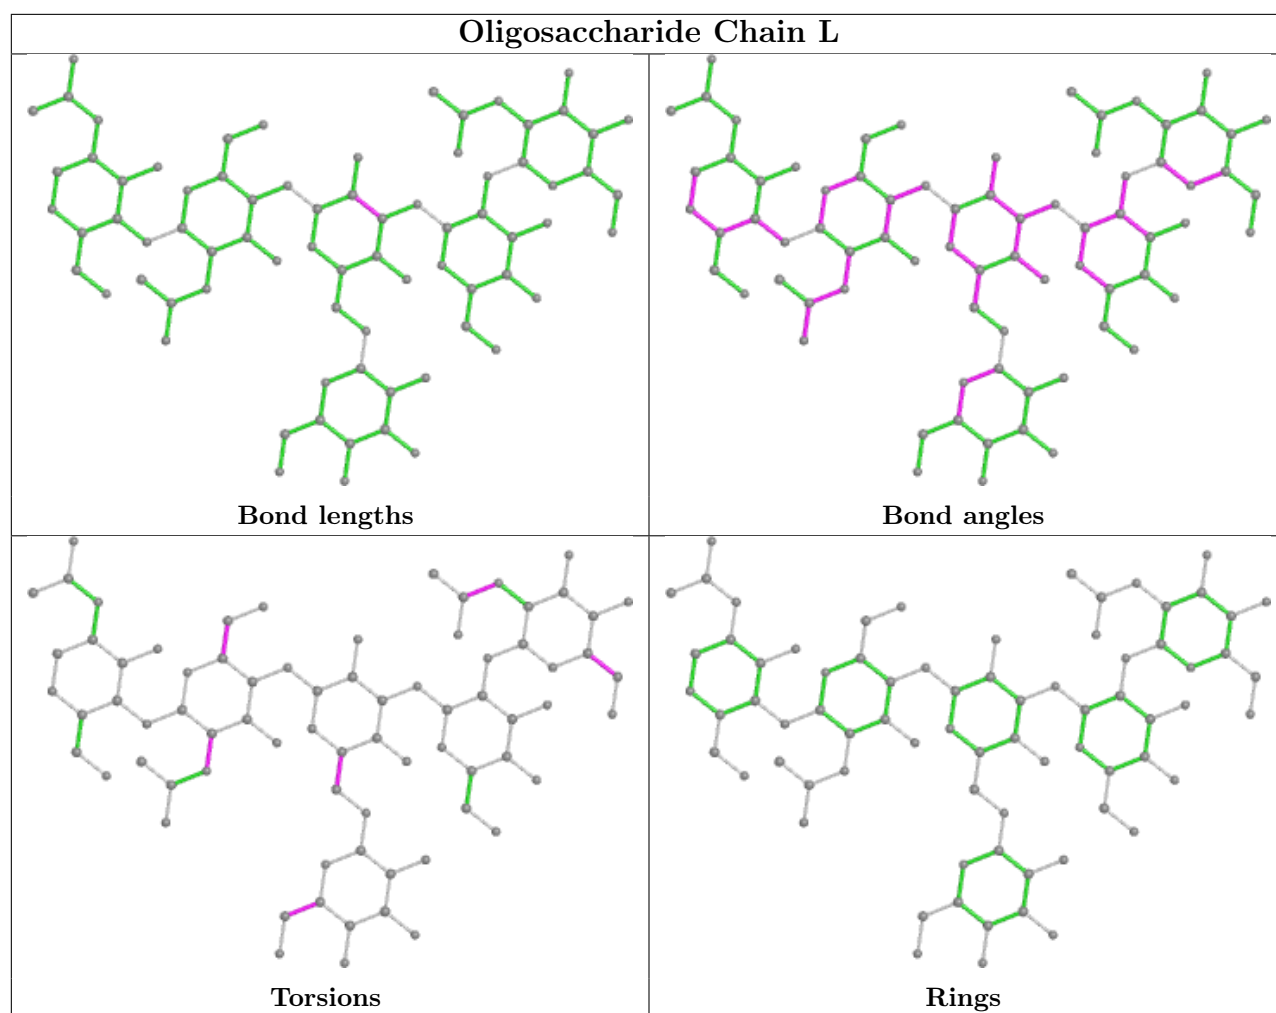 Oligosaccharide Chain L
Bond lengths
Bond angles
Torsions
Rings